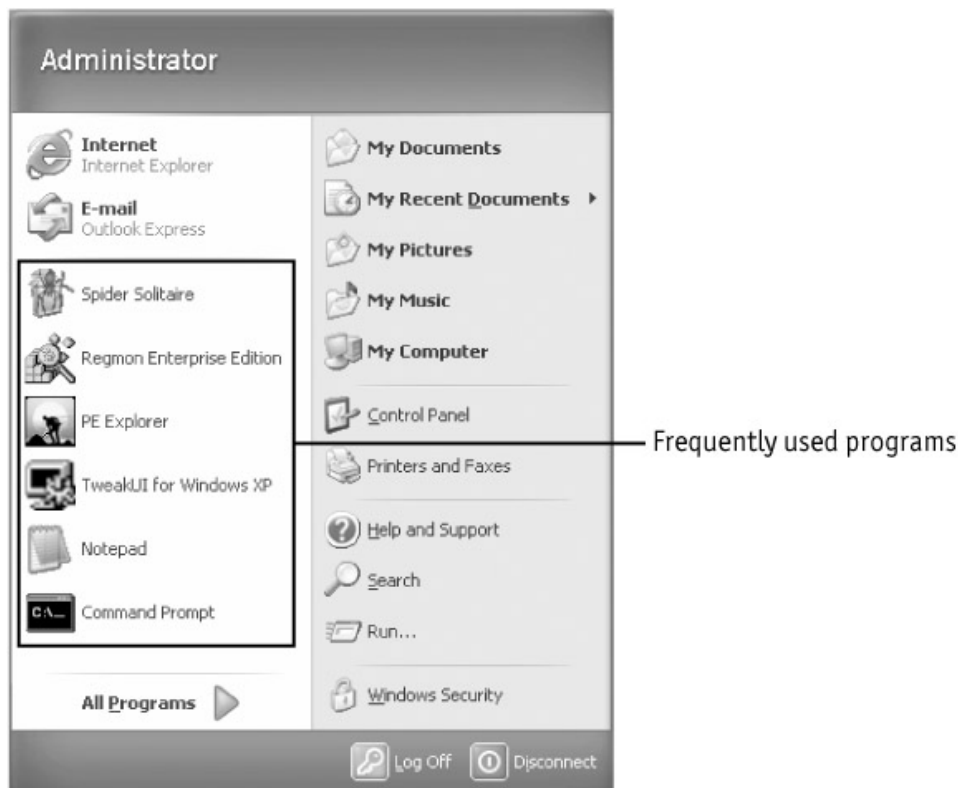 Administrator
Internet
Internet Explorer
E-mail
Outlook Express
Spider Solitaire
Regmon Enterprise Edition
PE Explorer
TweakUI for Windows XP
Notepad
C:\_
Command Prompt
All Programs
My Documents
My Recent Documents
My Pictures
My Music
My Computer
Control Panel
Printers and Faxes
Help and Support
Search
Run...
Windows Security
Log Off
Disconnect
Frequently used programs